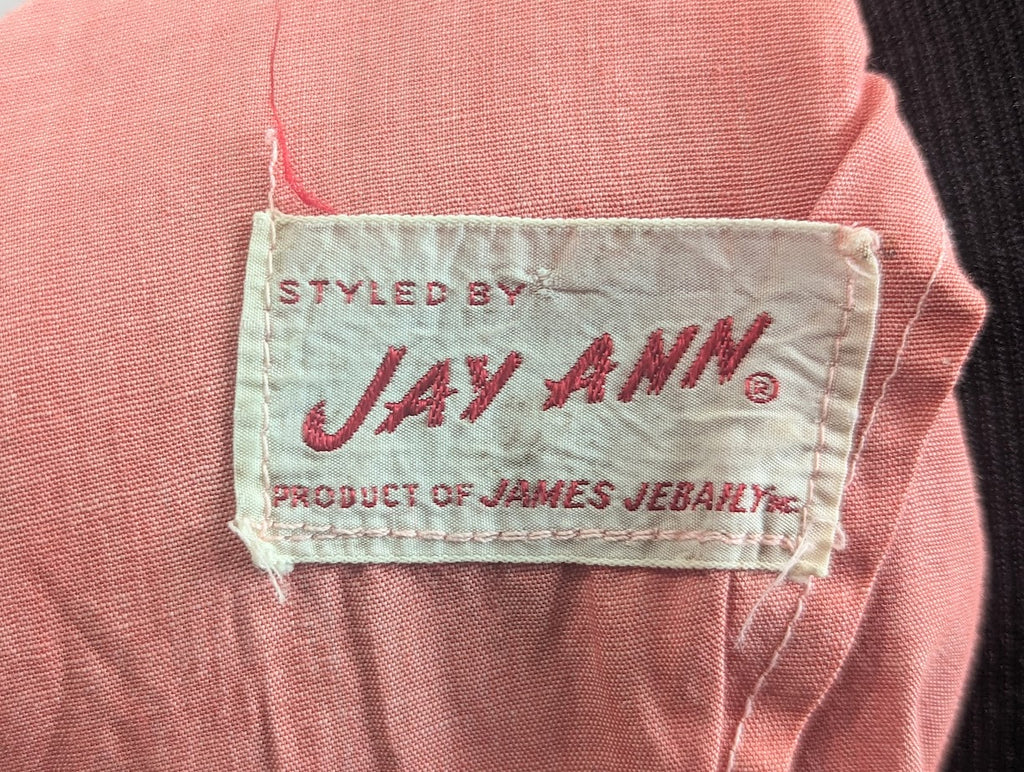 STYLED BY
JAY ANN ®
PRODUCT OF JAMES JEBAILY INC.